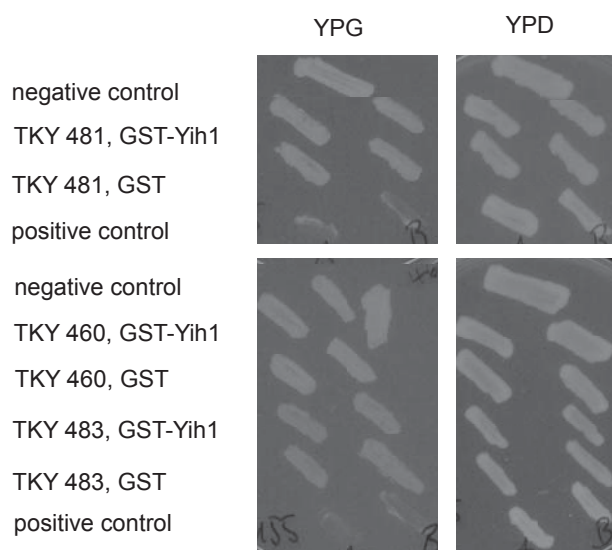 YPG YPD
negative control
TKY 481, GST-Yih1
TKY 481, GST
positive control
B B
negative control
TKY 460, GST-Yih1
TKY 460, GST
TKY 483, GST-Yih1
TKY 483, GST
positive control
155 B